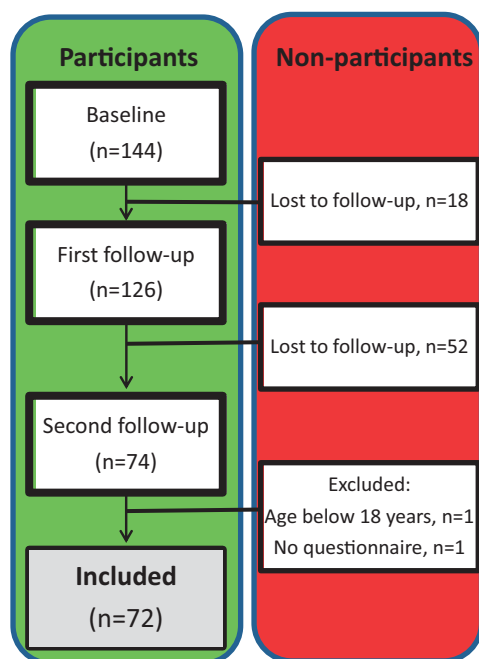 Participants
Non-participants
Baseline
(n=144)
Lost to follow-up, n=18
First follow-up
(n=126)
Lost to follow-up, n=52
Second follow-up
(n=74)
Excluded:
Age below 18 years, n=1
No questionnaire, n=1
Included
(n=72)